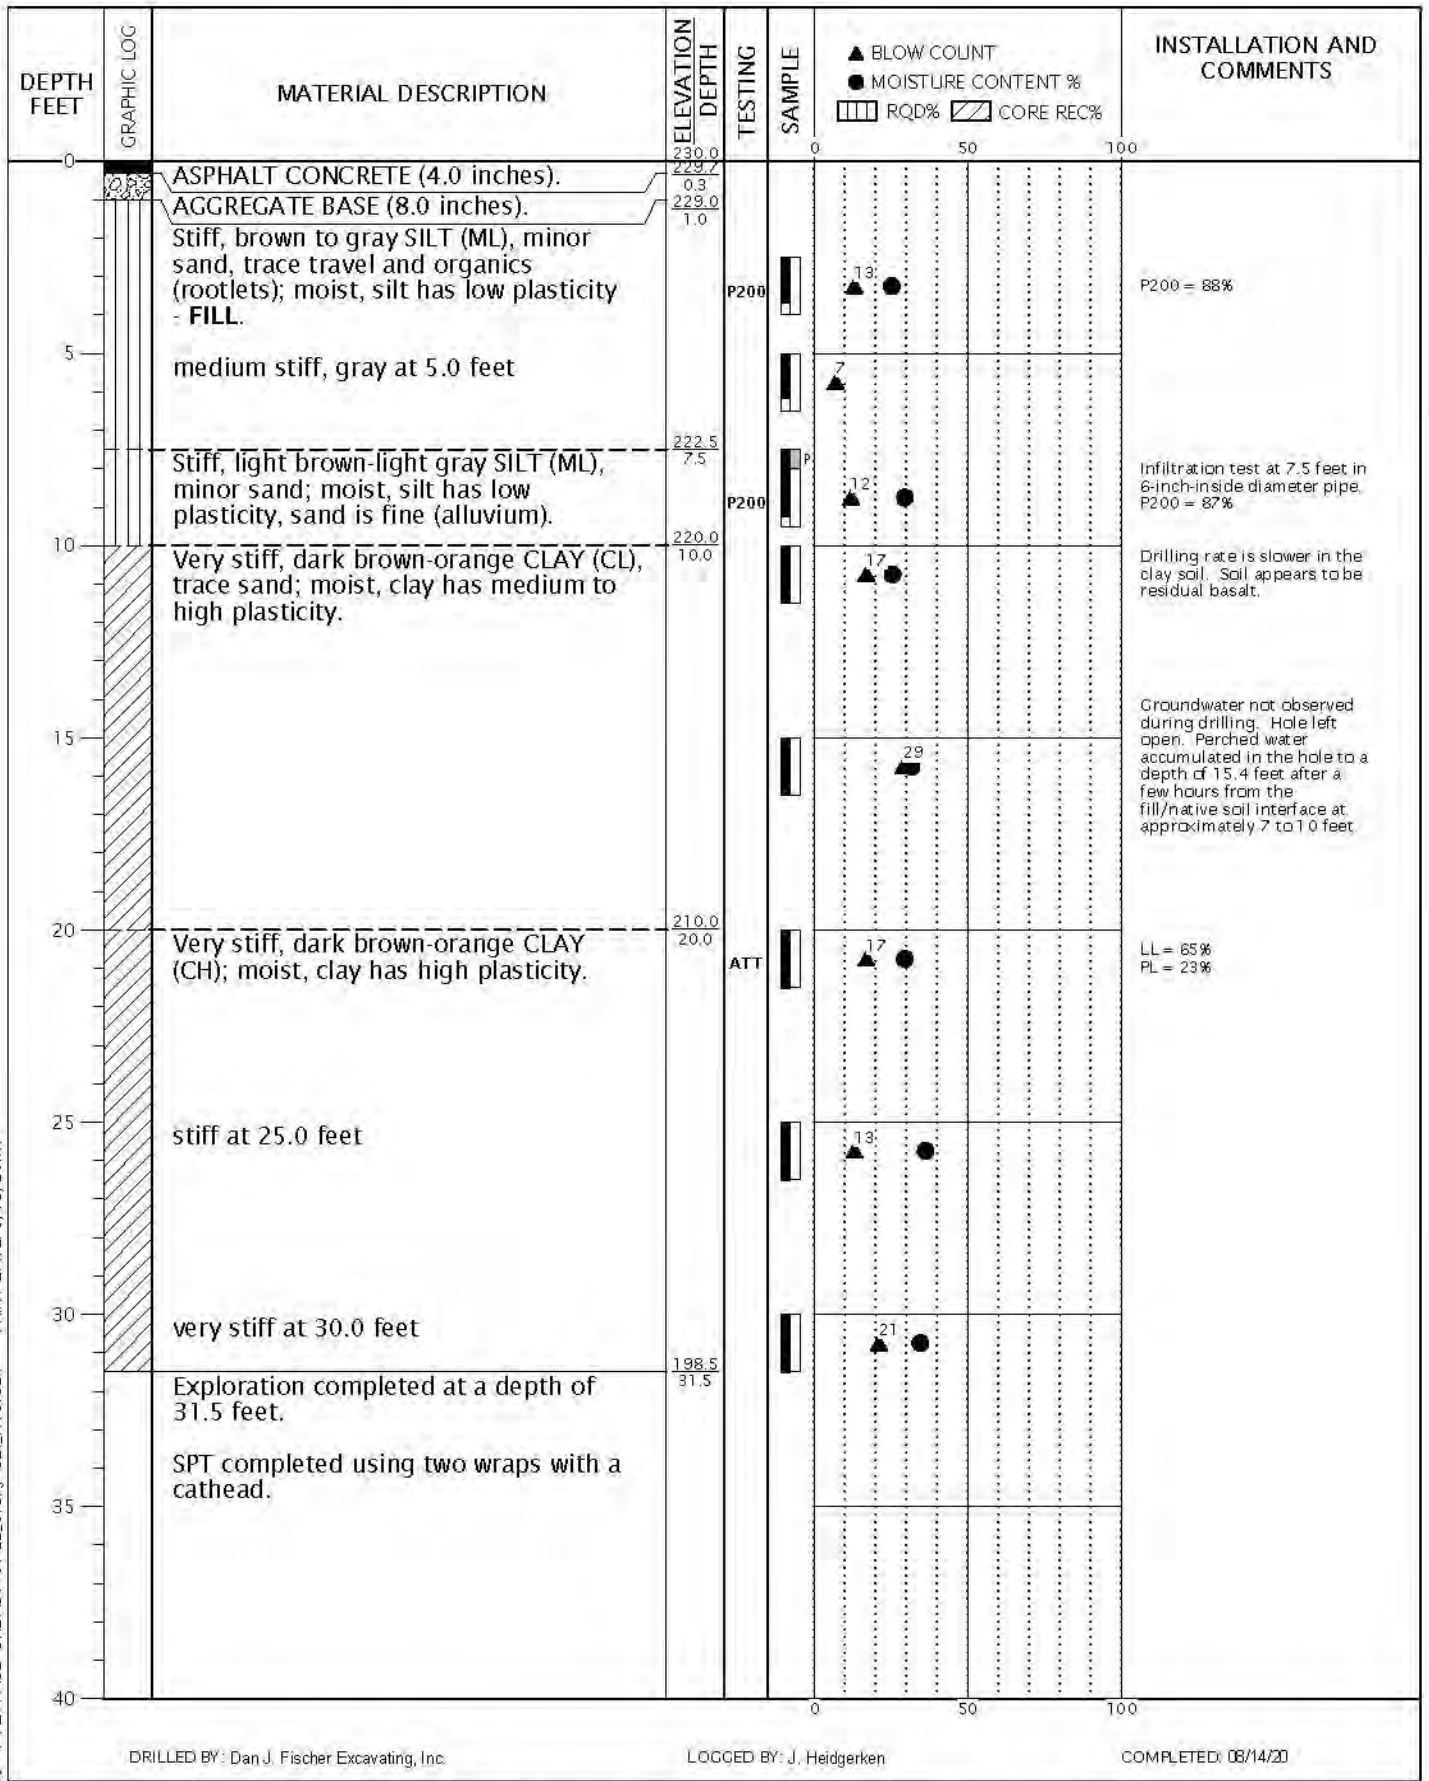 DEPTH
FEET
GRAPHIC LOG
MATERIAL DESCRIPTION
ELEVATION
DEPTH
TESTING
SAMPLE
▲ BLOW COUNT
● MOISTURE CONTENT %
RQD% CORE REC%
INSTALLATION AND
COMMENTS
0 50 100
0
230.0
ASPHALT CONCRETE (4.0 inches).
229.7
0.3
AGGREGATE BASE (8.0 inches).
229.0
1.0
Stiff, brown to gray SILT (ML), minor
sand, trace travel and organics
(rootlets); moist, silt has low plasticity
- FILL.
P200
13
P200 = 88%
5
medium stiff, gray at 5.0 feet
7
222.5
7.5
Stiff, light brown-light gray SILT (ML),
minor sand; moist, silt has low
plasticity, sand is fine (alluvium).
P200
P
12
Infiltration test at 7.5 feet in
6-inch-inside diameter pipe.
P200 = 87%
10
220.0
10.0
Very stiff, dark brown-orange CLAY (CL),
trace sand; moist, clay has medium to
high plasticity.
17
Drilling rate is slower in the
clay soil. Soil appears to be
residual basalt.
15
29
Groundwater not observed
during drilling. Hole left
open. Perched water
accumulated in the hole to a
depth of 15.4 feet after a
few hours from the
fill/native soil interface at
approximately 7 to 10 feet.
20
210.0
20.0
Very stiff, dark brown-orange CLAY
(CH); moist, clay has high plasticity.
ATT
17
LL = 65%
PL = 23%
25
stiff at 25.0 feet
13
30
very stiff at 30.0 feet
21
198.5
31.5
Exploration completed at a depth of
31.5 feet.
SPT completed using two wraps with a
cathead.
35
40
0 50 100
DRILLED BY: Dan J. Fischer Excavating, Inc.
LOGGED BY: J. Heidgerken
COMPLETED: 08/14/20